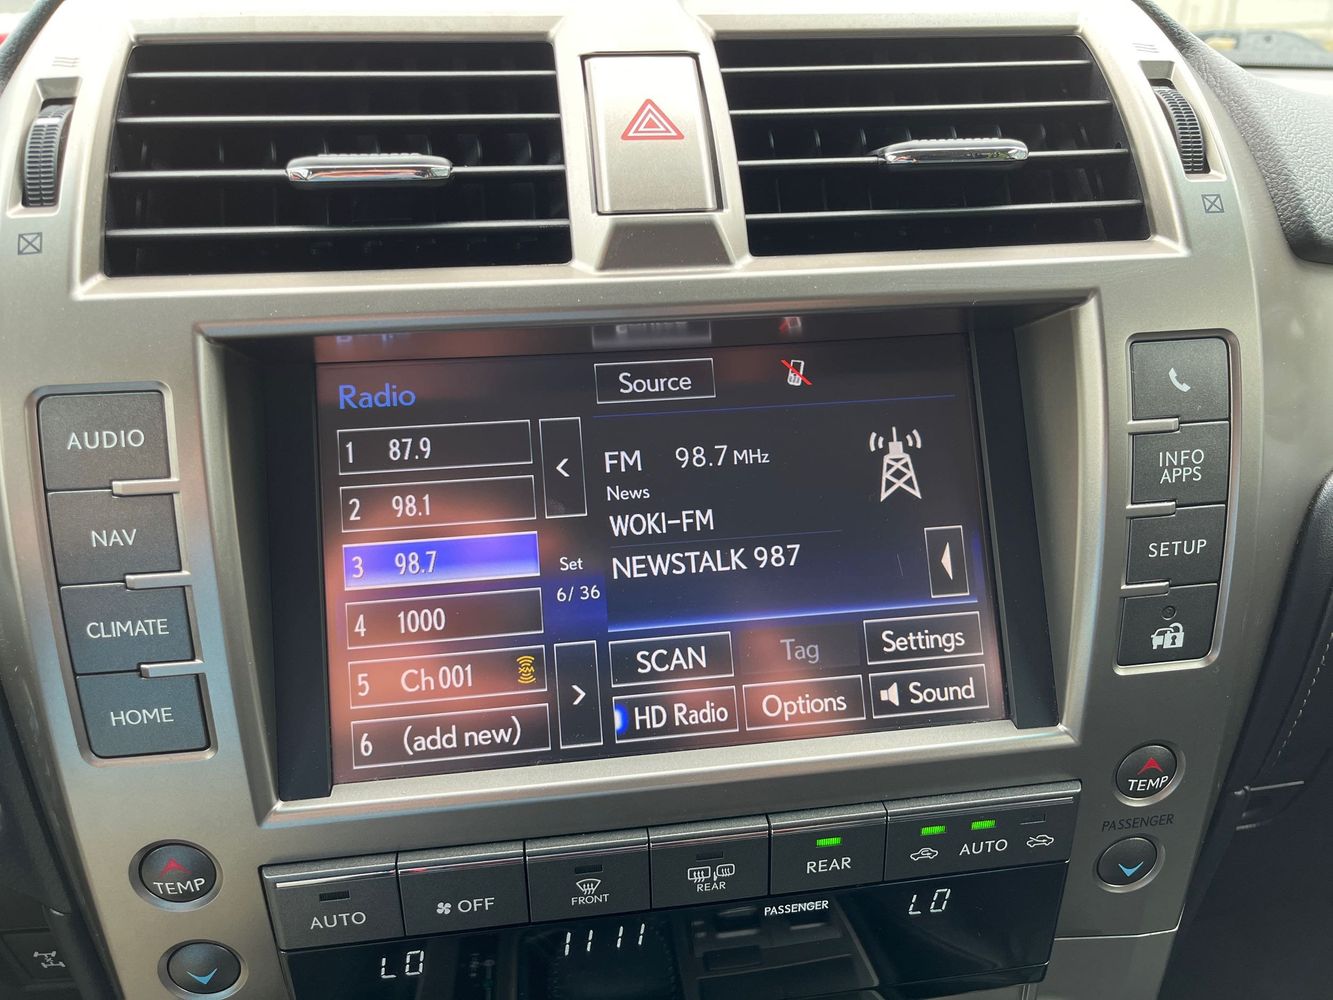 Source
Radio
1 87.9
2 98.1
3 98.7
4 1000
5 Ch 001
6 (add new)
<
Set
6/36
>
FM 98.7 MHz
News
WOKI-FM
NEWSTALK 987
SCAN
Tag
Settings
HD Radio
Options
Sound
AUDIO
NAV
CLIMATE
HOME
INFO
APPS
SETUP
TEMP
PASSENGER
TEMP
AUTO
OFF
FRONT
REAR
REAR
AUTO
PASSENGER
LO
11 11
LO